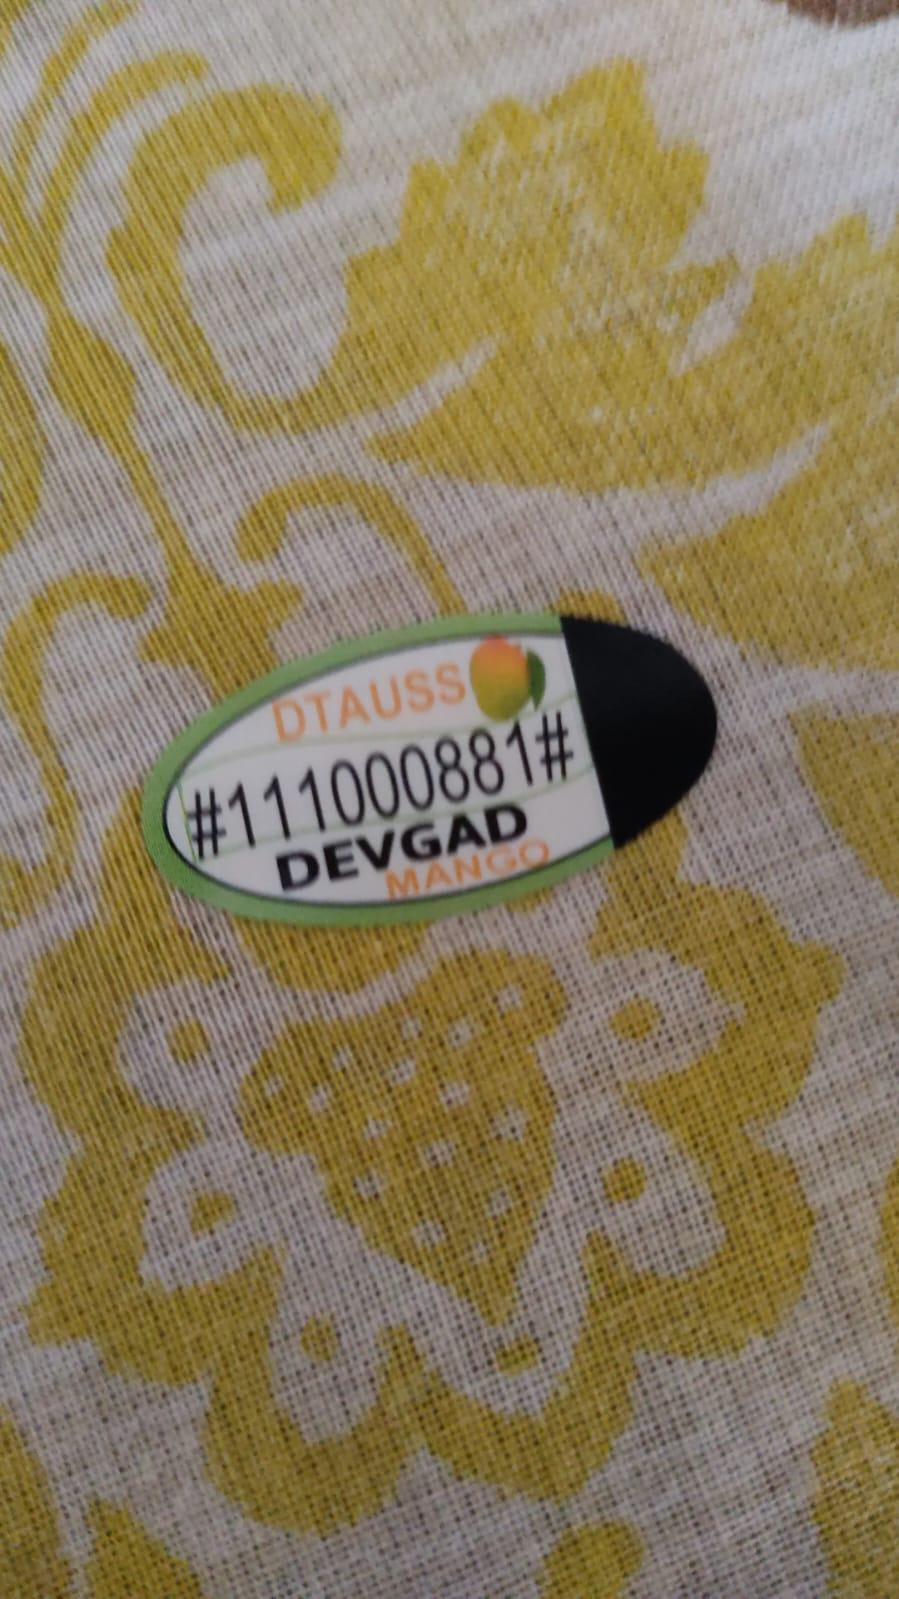 DTAUSS
#111000881#
DEVGAD
MANGO